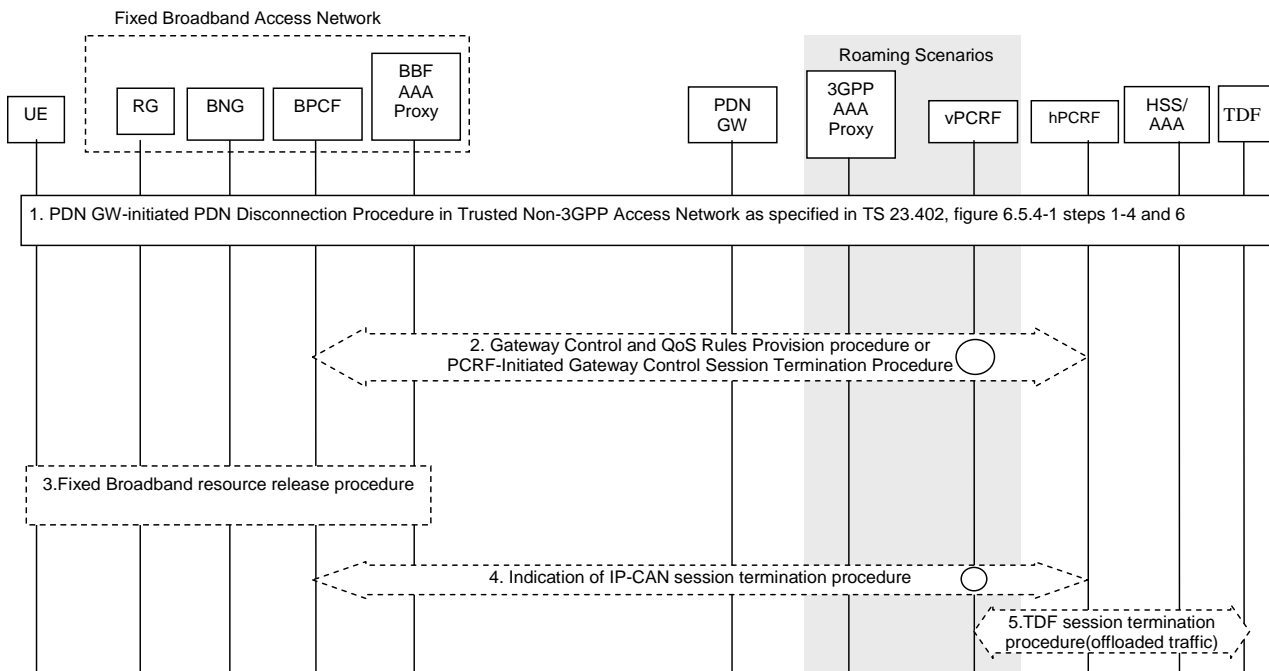 Fixed Broadband Access Network
Roaming Scenarios
UE
RG
BNG
BPCF
BBF
AAA
Proxy
PDN
GW
3GPP
AAA
Proxy
vPCRF
hPCRF
HSS/
AAA
TDF
1. PDN GW-initiated PDN Disconnection Procedure in Trusted Non-3GPP Access Network as specified in TS 23.402, figure 6.5.4-1 steps 1-4 and 6
2. Gateway Control and QoS Rules Provision procedure or
PCRF-Initiated Gateway Control Session Termination Procedure
3.Fixed Broadband resource release procedure
4. Indication of IP-CAN session termination procedure
5.TDF session termination
procedure(offloaded traffic)